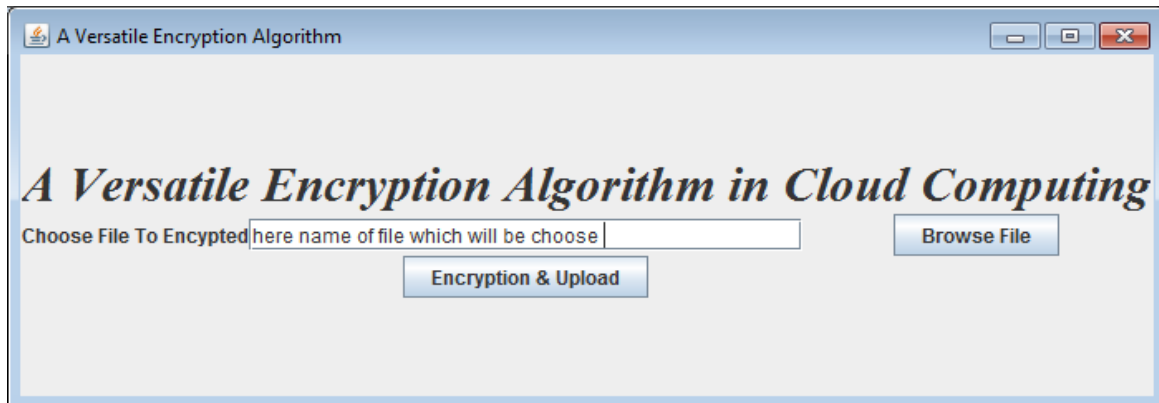 A Versatile Encryption Algorithm
A Versatile Encryption Algorithm in Cloud Computing
Choose File To Encypted here name of file which will be choose Browse File
Encryption & Upload